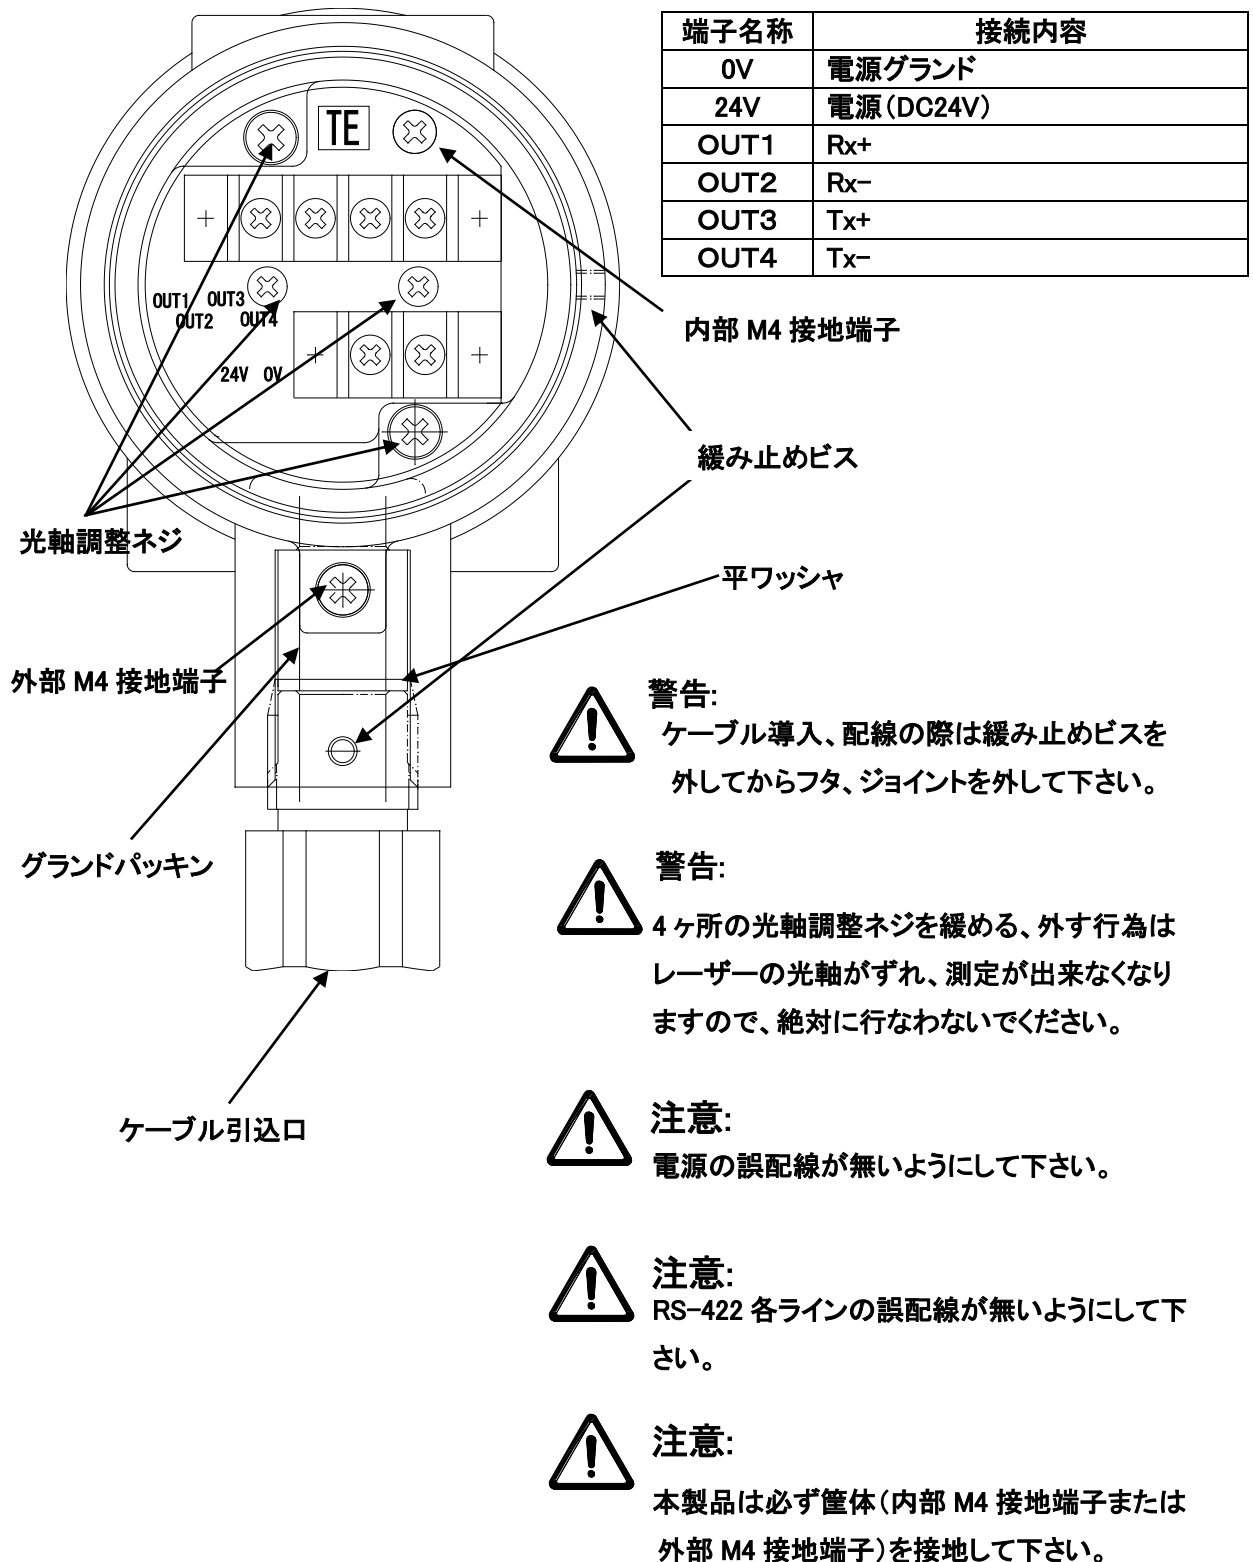 端子名称 接続内容
0V 電源グランド
24V 電源(DC24V)
OUT1 Rx+
OUT2 Rx-
OUT3 Tx+
OUT4 Tx-
TE
OUT1 OUT3
OUT2 OUT4
24V 0V
内部 M4 接地端子
緩み止めビス
光軸調整ネジ
平ワッシャ
外部 M4 接地端子
グランドパッキン
ケーブル引込口
警告:
ケーブル導入、配線の際は緩み止めビスを
外してからフタ、ジョイントを外して下さい。
警告:
4 ヶ所の光軸調整ネジを緩める、外す行為は
レーザーの光軸がずれ、測定が出来なくなり
ますので、絶対に行なわないでください。
注意:
電源の誤配線が無いようにして下さい。
注意:
RS-422 各ラインの誤配線が無いようにして下
さい。
注意:
本製品は必ず筐体(内部 M4 接地端子または
外部 M4 接地端子)を接地して下さい。